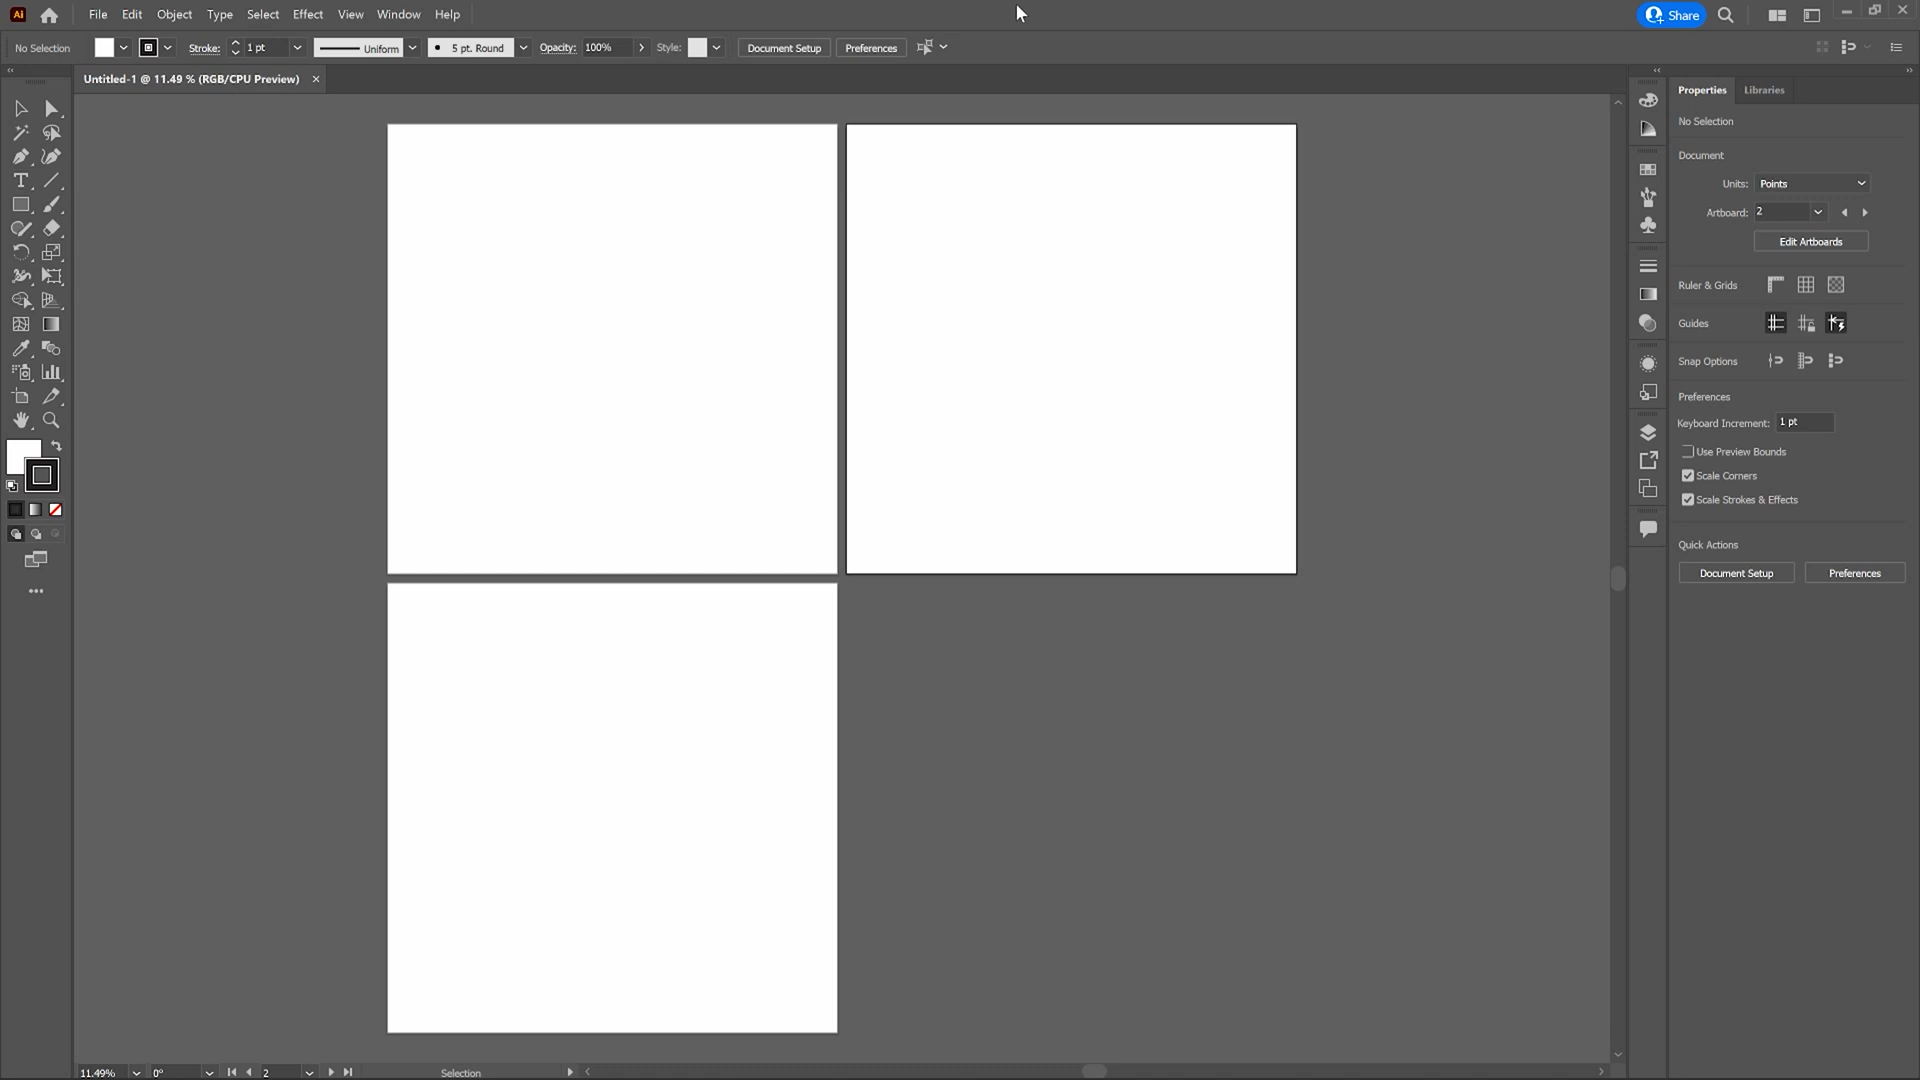 Ai File Edit Object Type Select Effect View Window Help Share
No Selection Stroke: 1 pt Uniform 5 pt. Round Opacity: 100% Style: Document Setup Preferences
Untitled-1 @ 11.49 % (RGB/CPU Preview)
Properties Libraries
No Selection
Document
Units: Points
Artboard: 2
Edit Artboards
Ruler & Grids
Guides
Snap Options
Preferences
Keyboard Increment: 1 pt
Use Preview Bounds
Scale Corners
Scale Strokes & Effects
Quick Actions
Document Setup Preferences
11.49% 0° 2 Selection